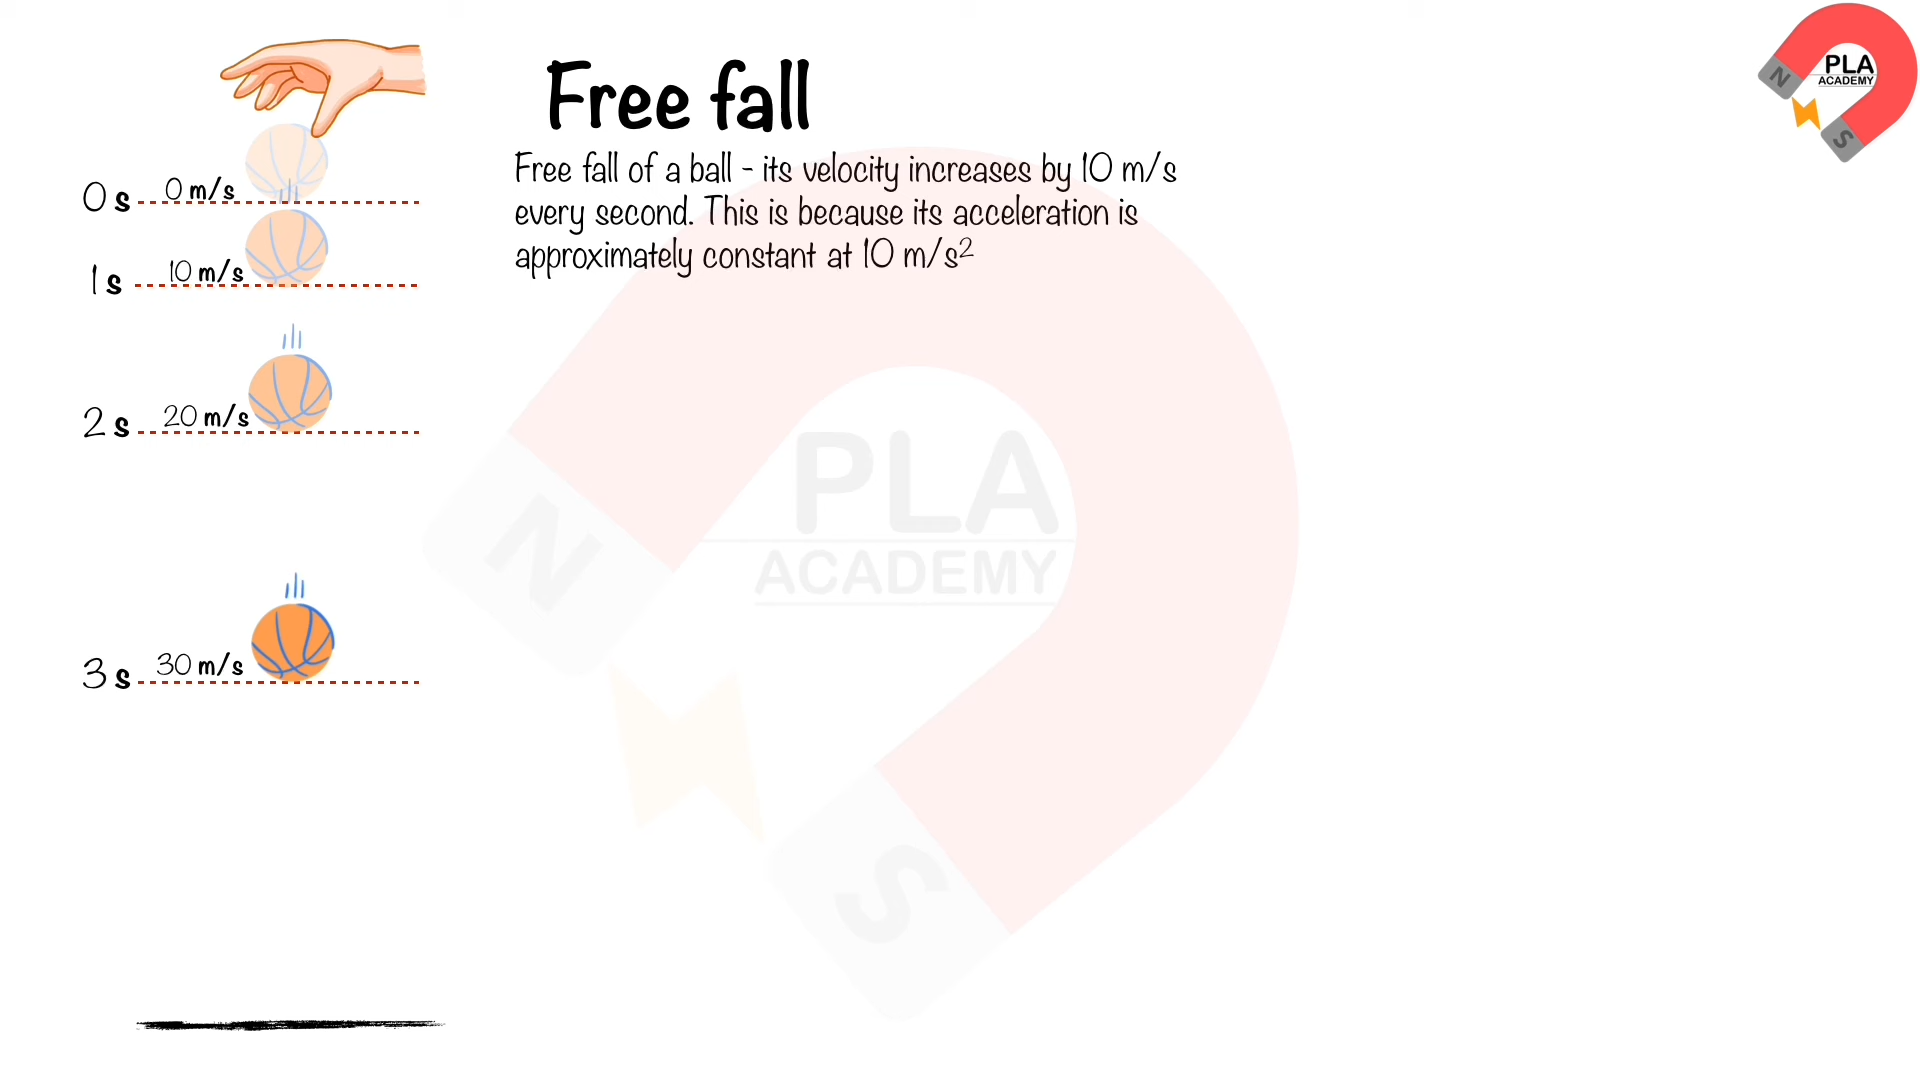 Free fall
Free fall of a ball - its velocity increases by 10 m/s
every second. This is because its acceleration is
approximately constant at 10 m/s²
0 s 0 m/s
1 s 10 m/s
2 s 20 m/s
3 s 30 m/s
PLA
ACADEMY
N
S
PLA
ACADEMY
N
S